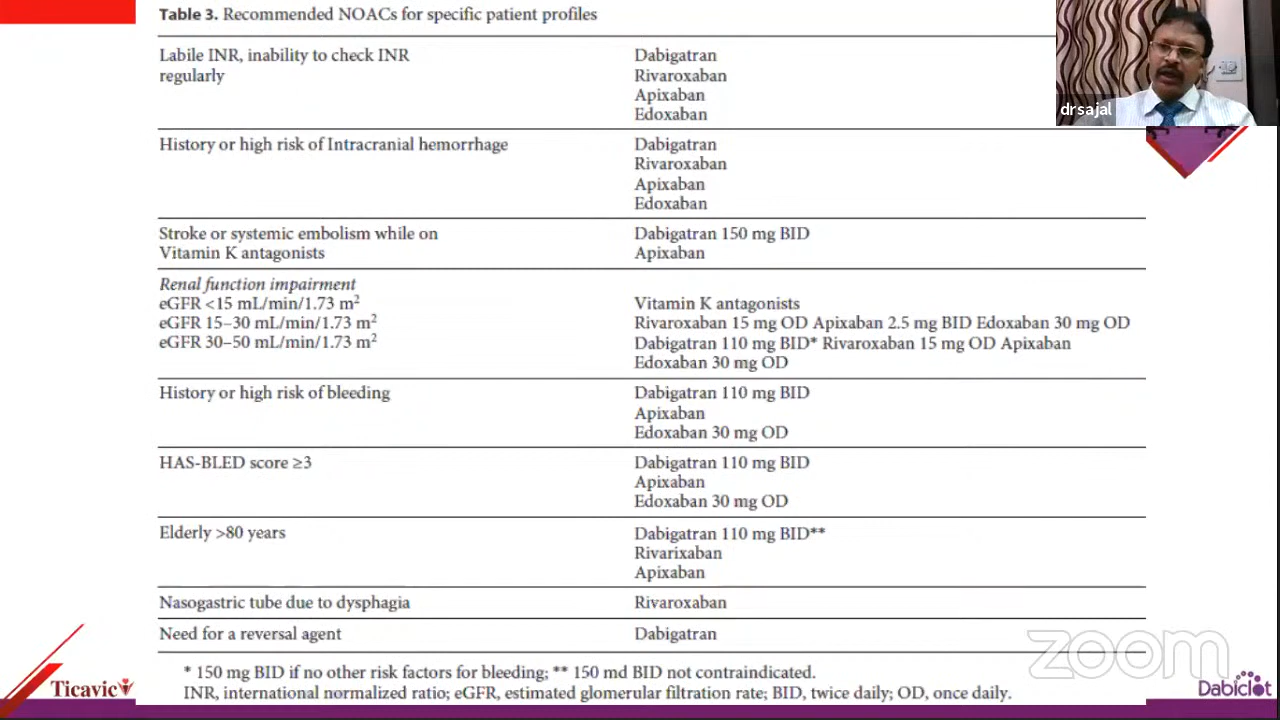 Table 3. Recommended NOACs for specific patient profiles
Labile INR, inability to check INR
regularly
Dabigatran
Rivaroxaban
Apixaban
Edoxaban
History or high risk of Intracranial hemorrhage
Dabigatran
Rivaroxaban
Apixaban
Edoxaban
Stroke or systemic embolism while on
Vitamin K antagonists
Dabigatran 150 mg BID
Apixaban
Renal function impairment
eGFR <15 mL/min/1.73 m²
Vitamin K antagonists
eGFR 15–30 mL/min/1.73 m²
Rivaroxaban 15 mg OD Apixaban 2.5 mg BID Edoxaban 30 mg OD
eGFR 30–50 mL/min/1.73 m²
Dabigatran 110 mg BID* Rivaroxaban 15 mg OD Apixaban
Edoxaban 30 mg OD
History or high risk of bleeding
Dabigatran 110 mg BID
Apixaban
Edoxaban 30 mg OD
HAS-BLED score ≥3
Dabigatran 110 mg BID
Apixaban
Edoxaban 30 mg OD
Elderly >80 years
Dabigatran 110 mg BID**
Rivarixaban
Apixaban
Nasogastric tube due to dysphagia
Rivaroxaban
Need for a reversal agent
Dabigatran
* 150 mg BID if no other risk factors for bleeding; ** 150 md BID not contraindicated.
INR, international normalized ratio; eGFR, estimated glomerular filtration rate; BID, twice daily; OD, once daily.
drsajal
zoom
Ticavic
Dabiclot